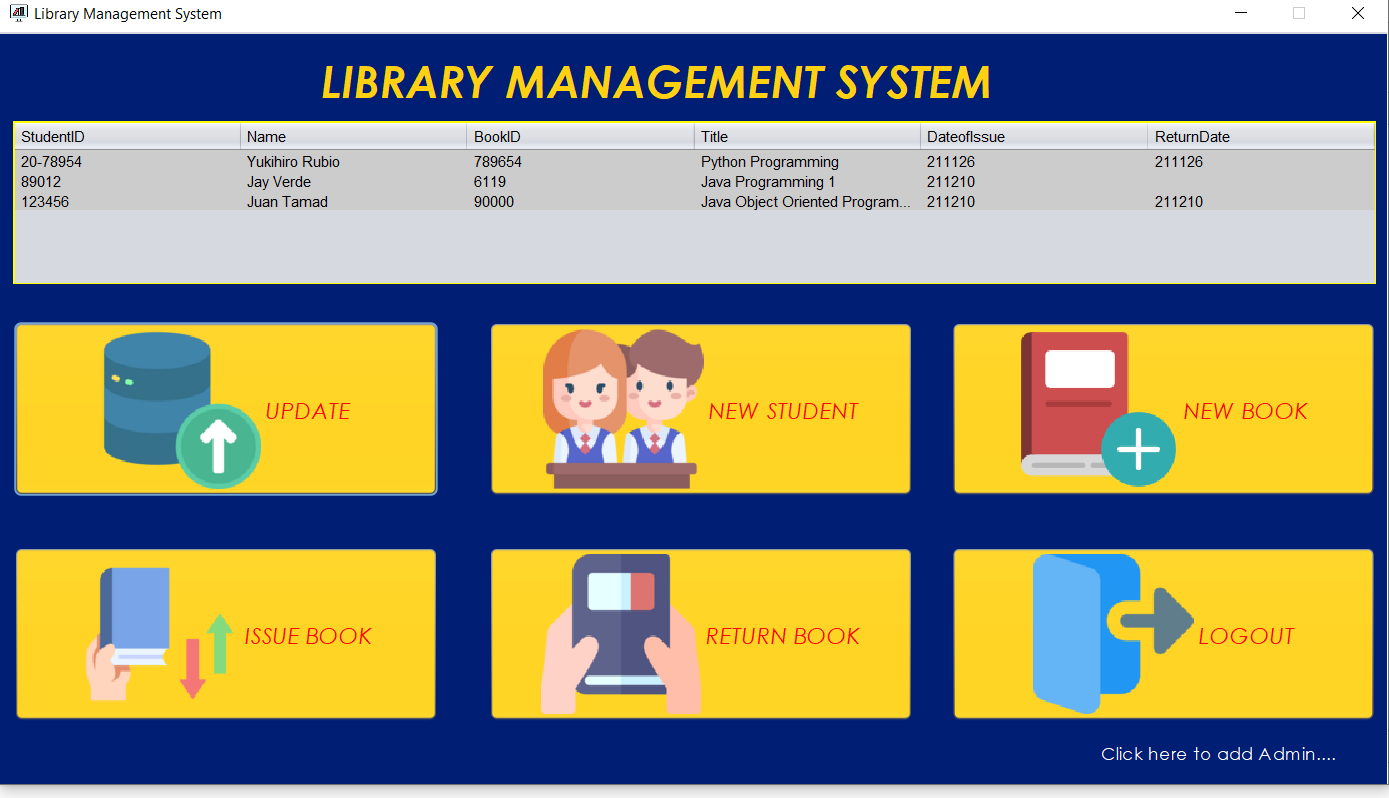 Library Management System
LIBRARY MANAGEMENT SYSTEM
StudentID Name BookID Title DateofIssue ReturnDate
20-78954 Yukihiro Rubio 789654 Python Programming 211126 211126
89012 Jay Verde 6119 Java Programming 1 211210
123456 Juan Tamad 90000 Java Object Oriented Program... 211210 211210
UPDATE NEW STUDENT NEW BOOK
ISSUE BOOK RETURN BOOK LOGOUT
Click here to add Admin....